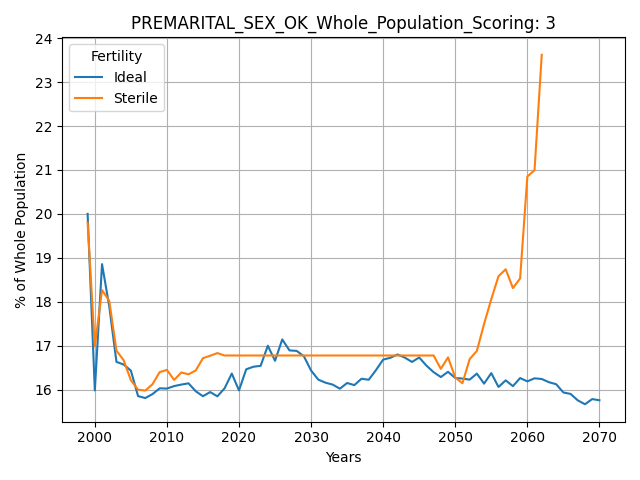 PREMARITAL_SEX_OK_Whole_Population_Scoring: 3
Fertility
Ideal
Sterile
% of Whole Population
24
23
22
21
20
19
18
17
16
2000 2010 2020 2030 2040 2050 2060 2070
Years